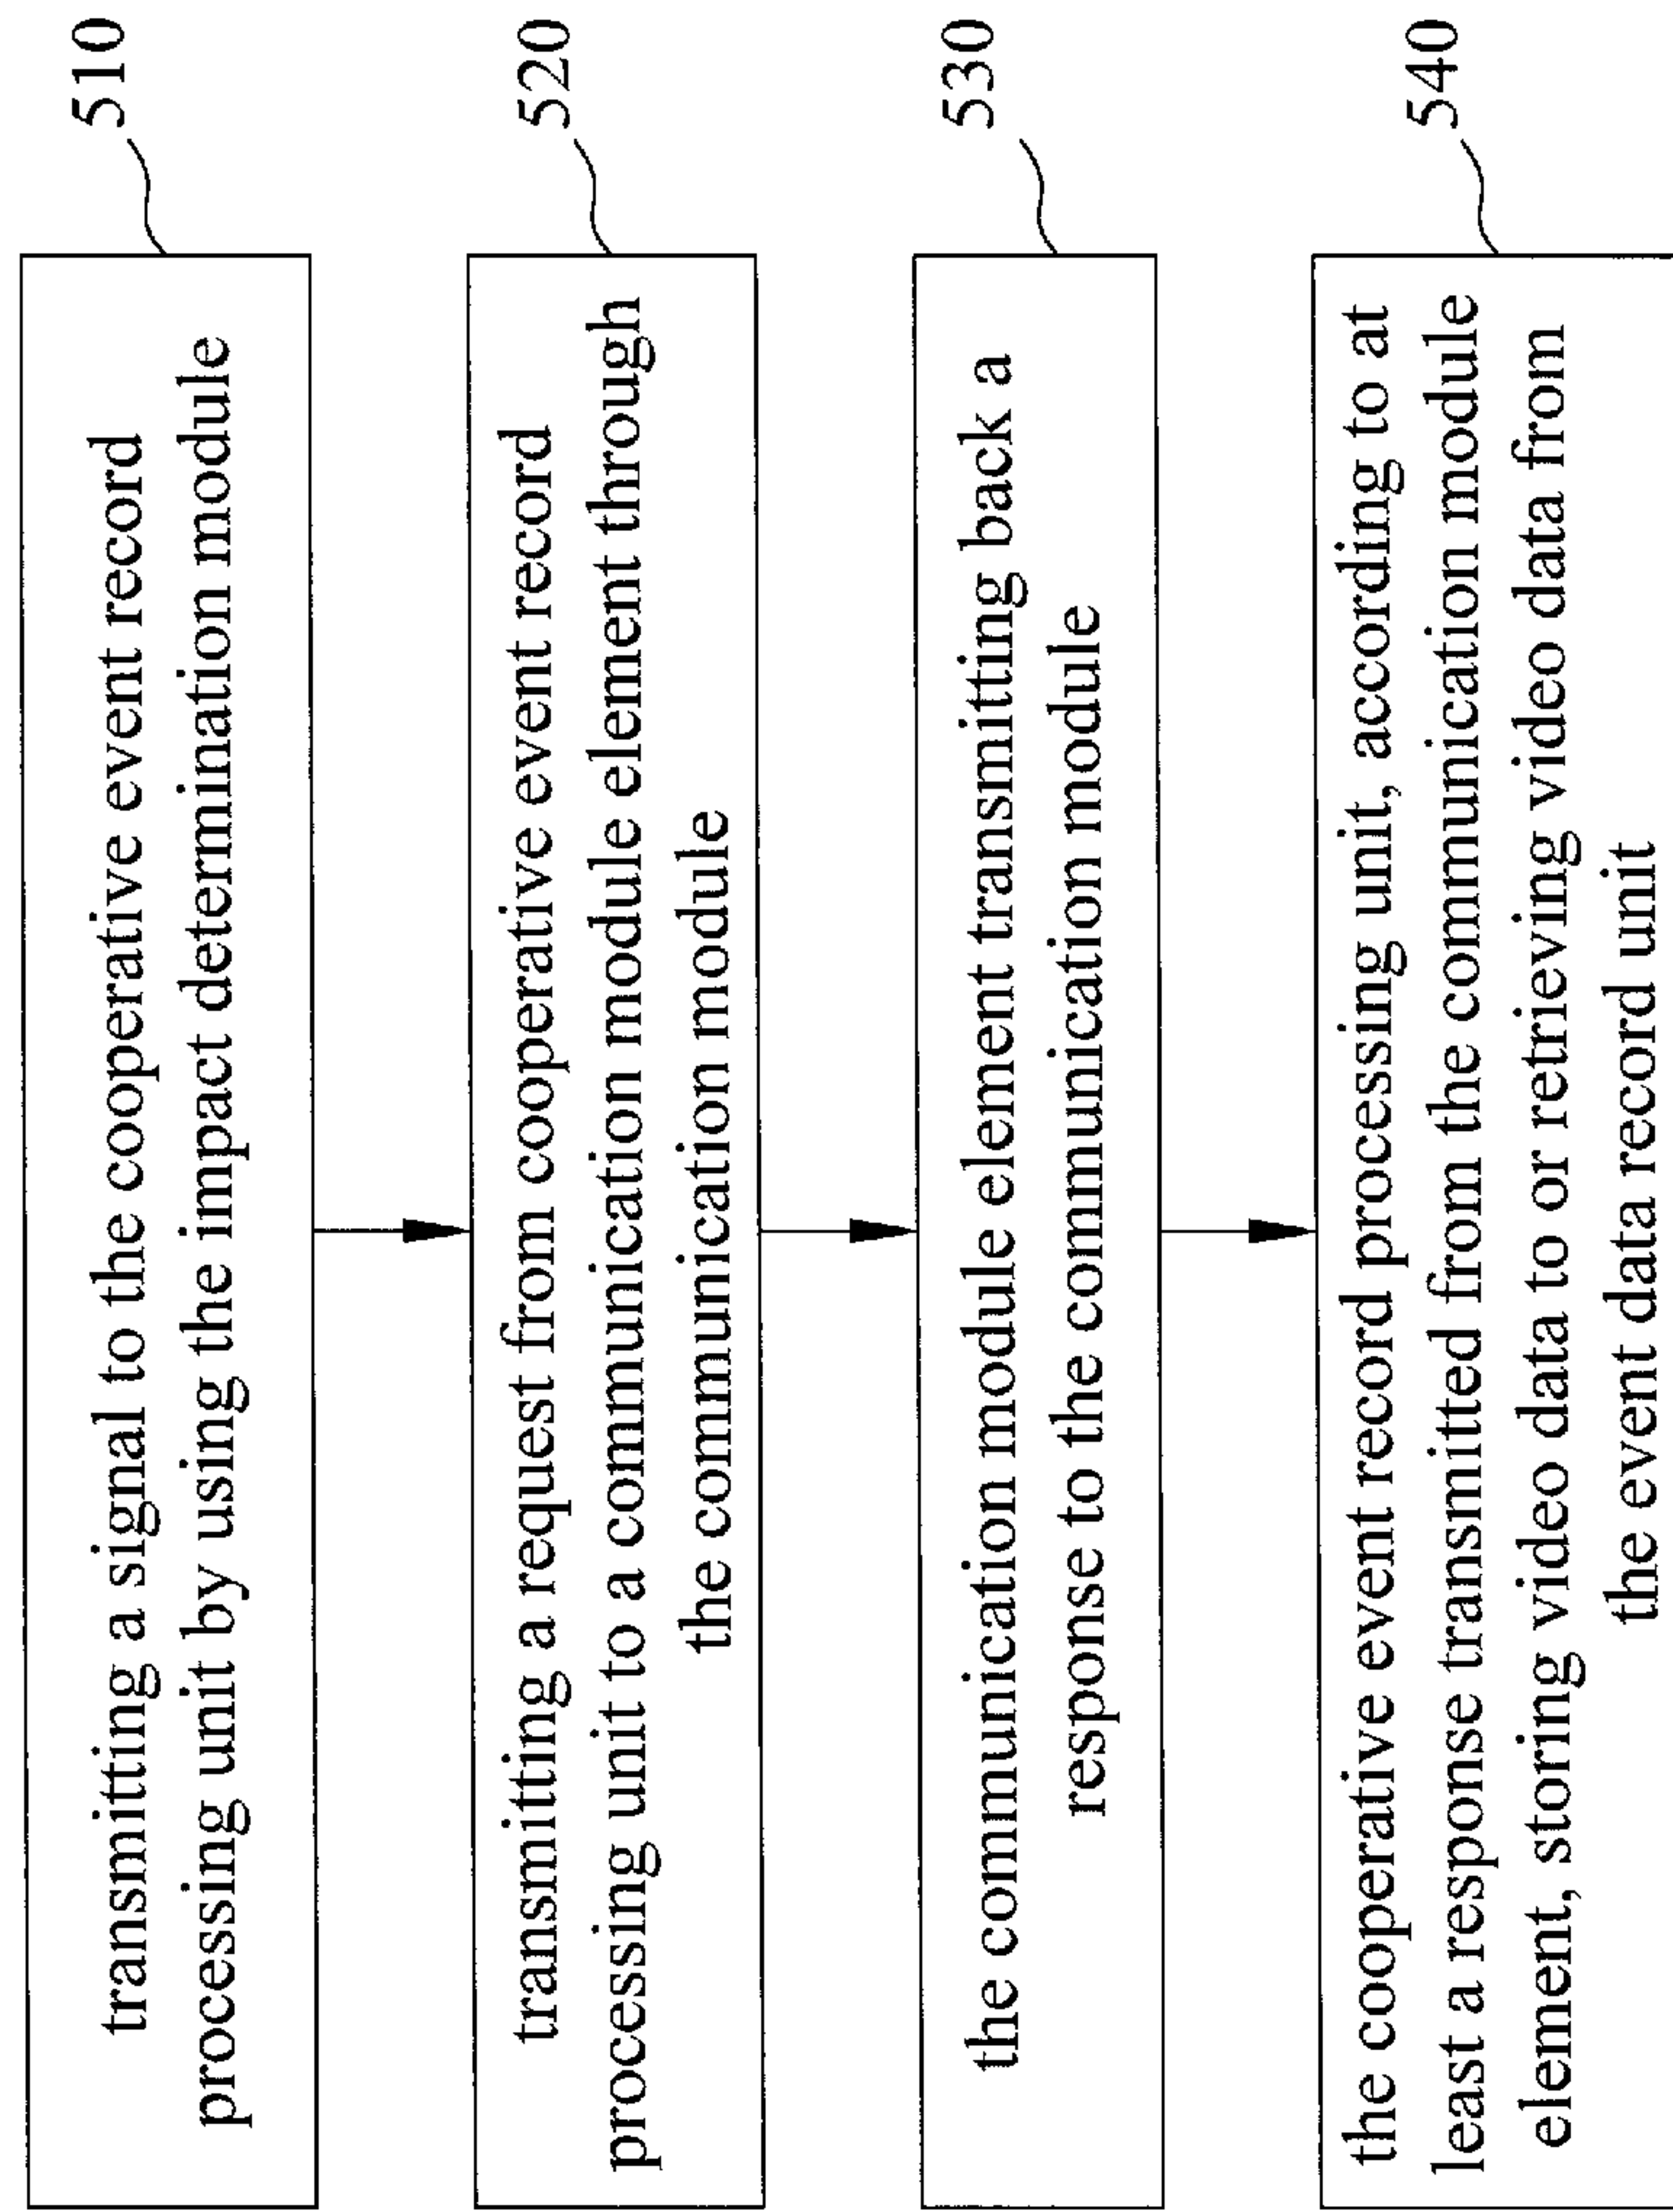 510
transmitting a signal to the cooperative event record
processing unit by using the impact determination module
520
transmitting a request from cooperative event record
processing unit to a communication module element through
the communication module
530
the communication module element transmitting back a
response to the communication module
540
the cooperative event record processing unit, according to at
least a response transmitted from the communication module
element, storing video data to or retrieving video data from
the event data record unit